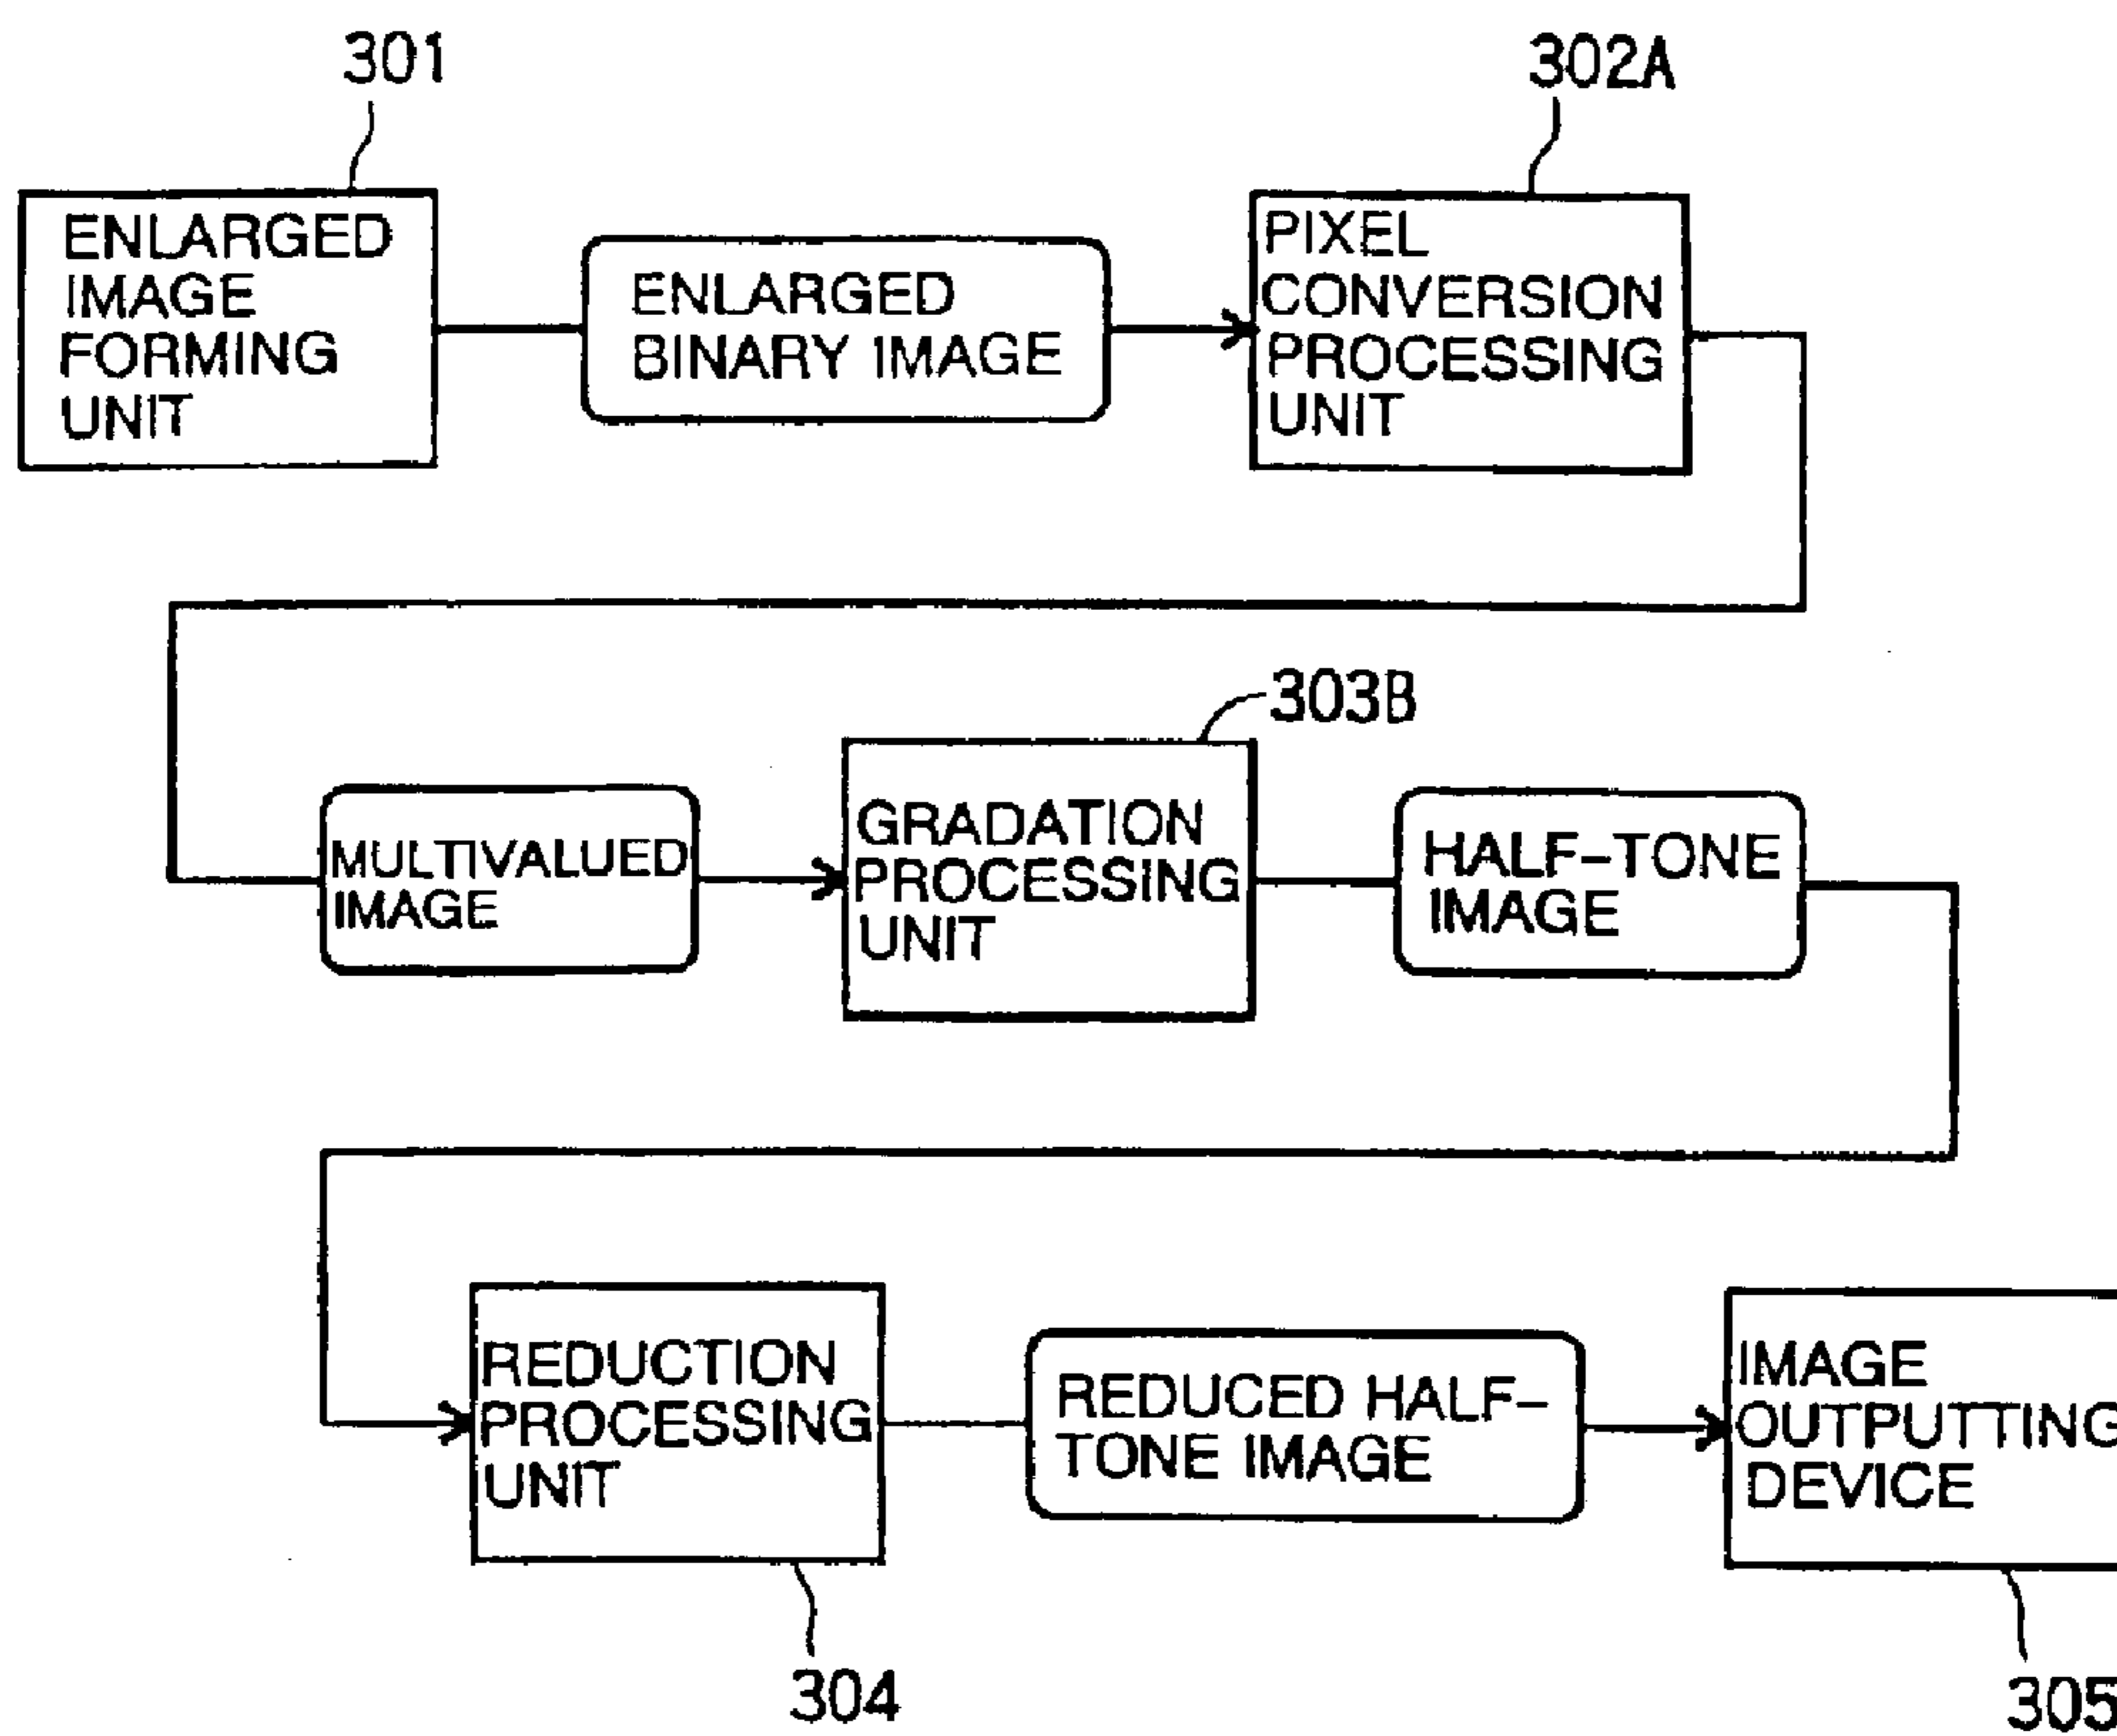 301
302A
ENLARGED
IMAGE
FORMING
UNIT
ENLARGED
BINARY IMAGE
PIXEL
CONVERSION
PROCESSING
UNIT
303B
MULTIVALUED
IMAGE
GRADATION
PROCESSING
UNIT
HALF-TONE
IMAGE
REDUCTION
PROCESSING
UNIT
REDUCED HALF-
TONE IMAGE
IMAGE
OUTPUTTING
DEVICE
304
305